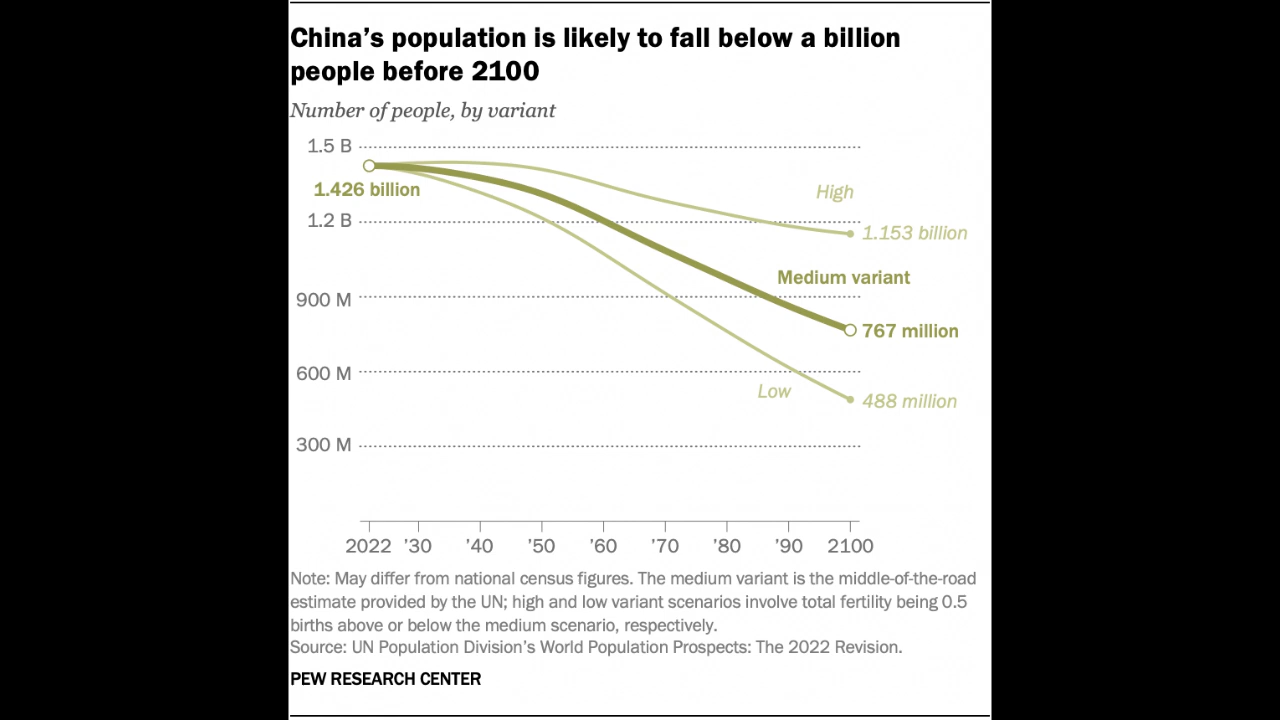 China’s population is likely to fall below a billion
people before 2100
Number of people, by variant
1.5 B
1.426 billion
High
1.2 B
1.153 billion
Medium variant
900 M
767 million
600 M
Low
488 million
300 M
2022 ’30 ’40 ’50 ’60 ’70 ’80 ’90 2100
Note: May differ from national census figures. The medium variant is the middle-of-the-road
estimate provided by the UN; high and low variant scenarios involve total fertility being 0.5
births above or below the medium scenario, respectively.
Source: UN Population Division’s World Population Prospects: The 2022 Revision.
PEW RESEARCH CENTER